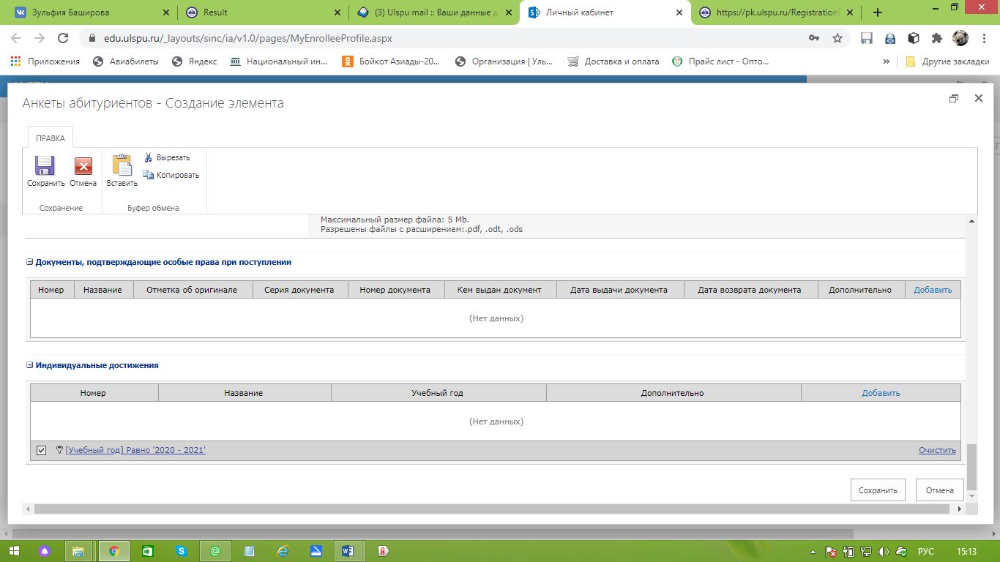 Зульфия Баширова
Result
(3) Ulspu mail :: Ваши данные д
Личный кабинет
https://pk.ulspu.ru/Registration
edu.ulspu.ru/_layouts/sinc/ia/v1.0/pages/MyEnrolleeProfile.aspx
Приложения Авиабилеты Яндекс Национальный ин... Бойкот Азиады-20... Организация | Уль... Доставка и оплата Прайс лист - Опто... » Другие закладки
Анкеты абитуриентов - Создание элемента
ПРАВКА
Сохранить Отмена Вставить Вырезать
Копировать
Сохранение Буфер обмена
Максимальный размер файла: 5 Mb.
Разрешены файлы с расширением:.pdf, .odt, .ods
Документы, подтверждающие особые права при поступлении
Номер Название Отметка об оригинале Серия документа Номер документа Кем выдан документ Дата выдачи документа Дата возврата документа Дополнительно Добавить
(Нет данных)
Индивидуальные достижения
Номер Название Учебный год Дополнительно Добавить
(Нет данных)
[Учебный год] Равно '2020 - 2021' Очистить
Сохранить Отмена
РУС 15:13